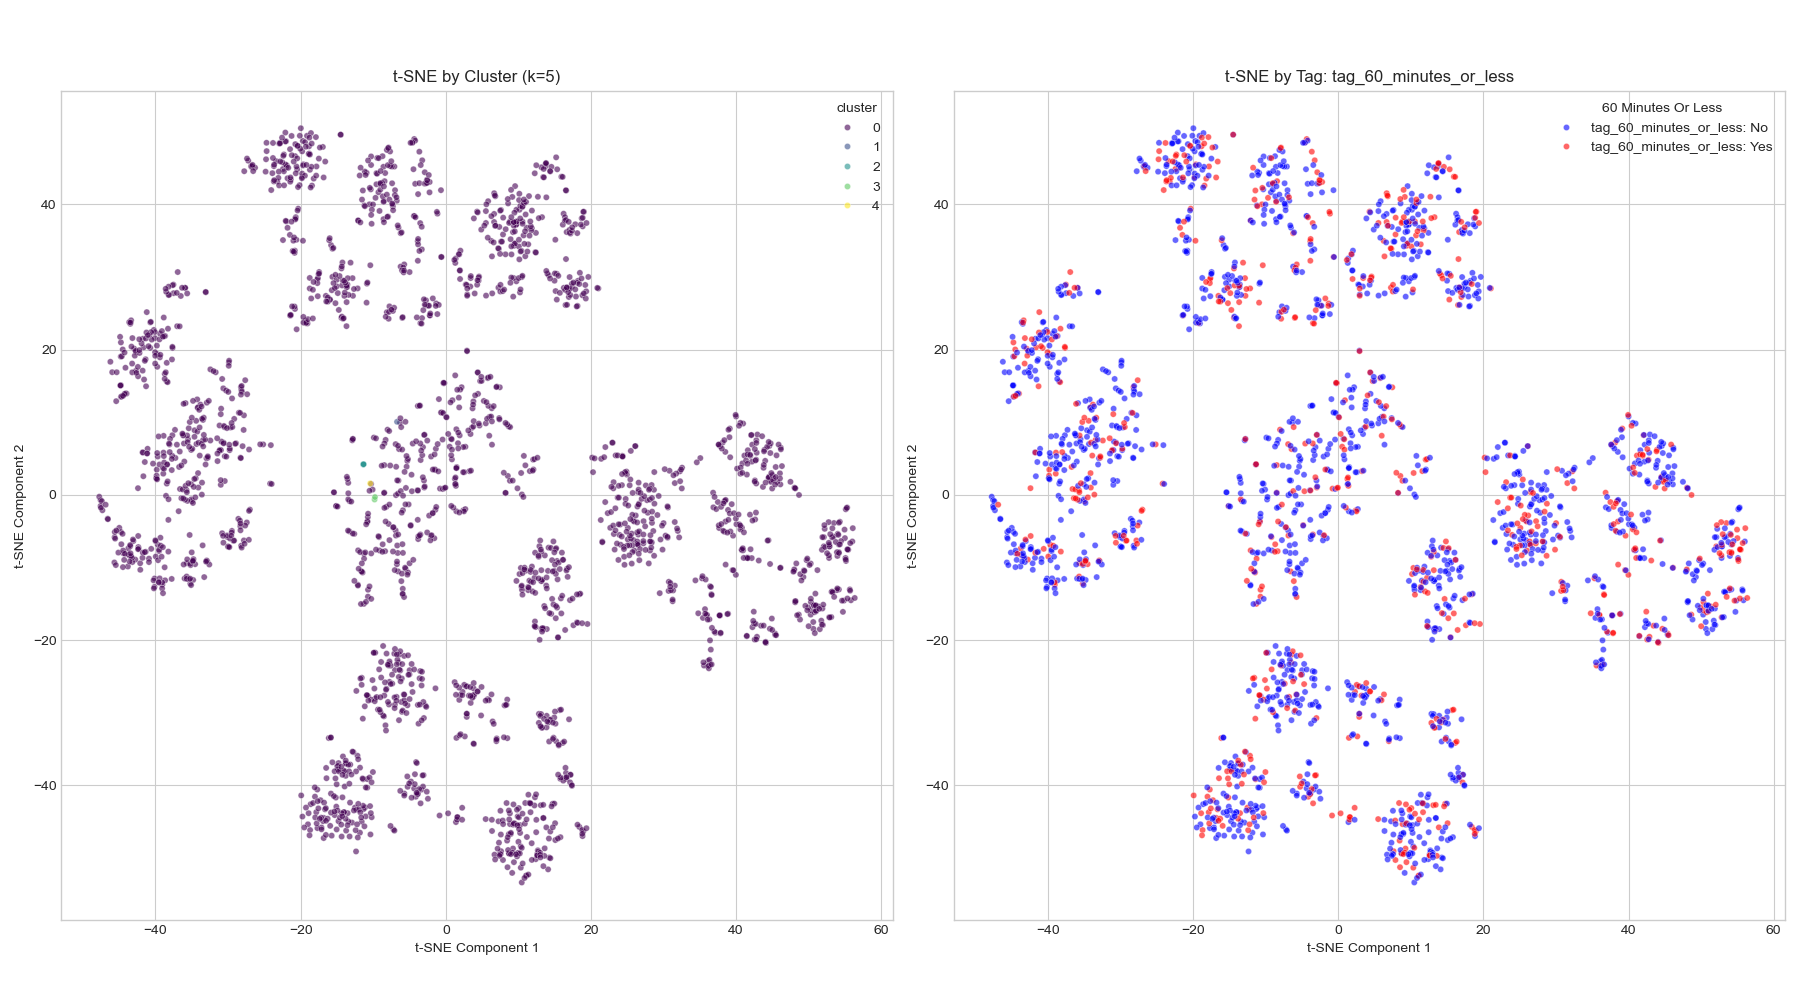 t-SNE by Cluster (k=5)
cluster
0
1
2
3
4
40
20
0
−20
−40
t-SNE Component 2
−40 −20 0 20 40 60
t-SNE Component 1
t-SNE by Tag: tag_60_minutes_or_less
60 Minutes Or Less
tag_60_minutes_or_less: No
tag_60_minutes_or_less: Yes
40
20
0
−20
−40
t-SNE Component 2
−40 −20 0 20 40 60
t-SNE Component 1